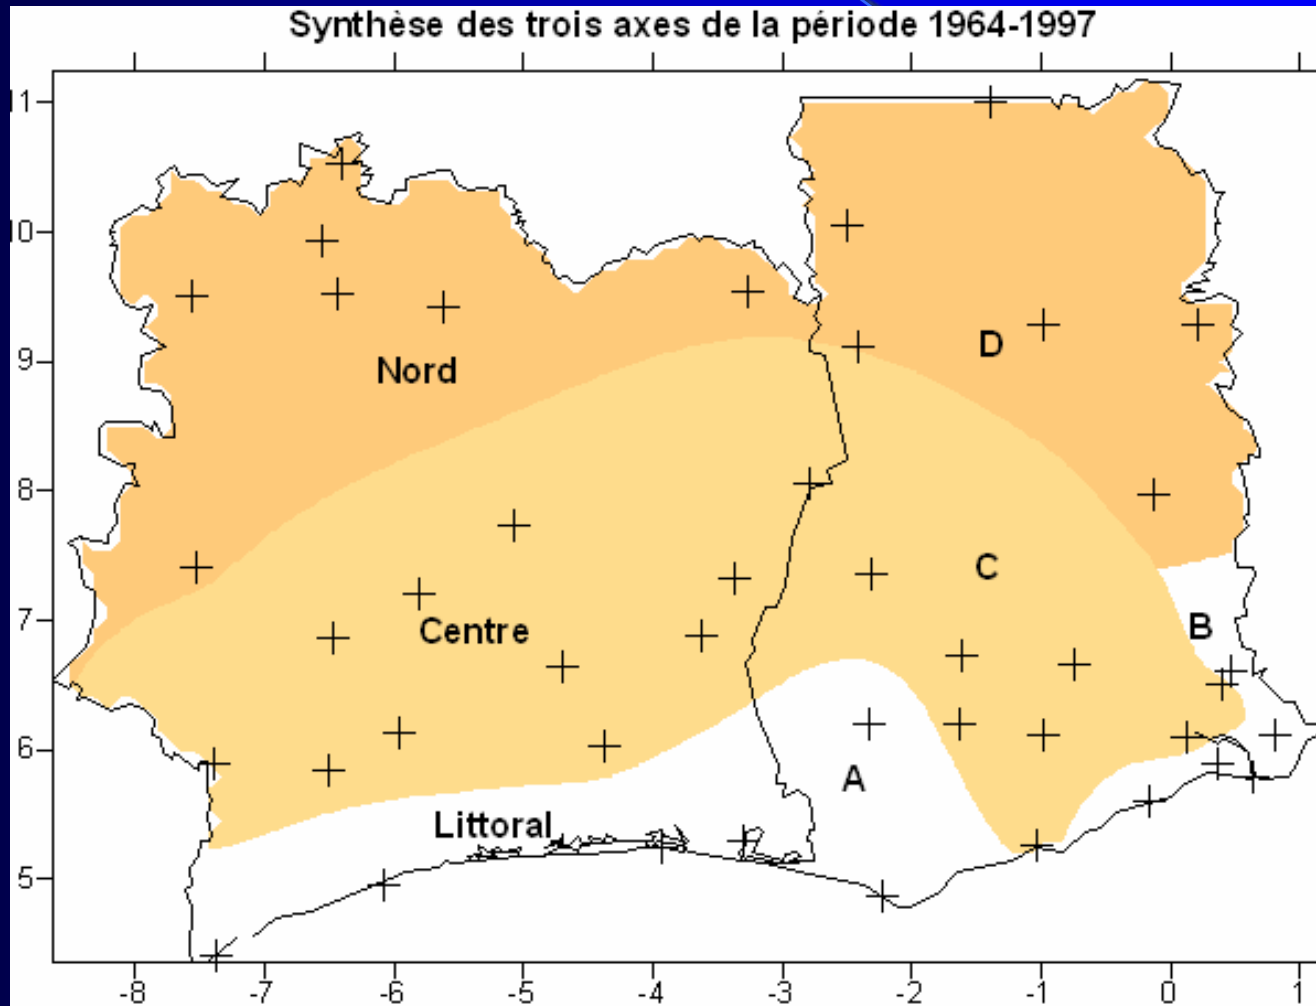 Synthèse des trois axes de la période 1964-1997
11
10
9
8
7
6
5
Nord
D
C
Centre
B
A
Littoral
-8 -7 -6 -5 -4 -3 -2 -1 0 1